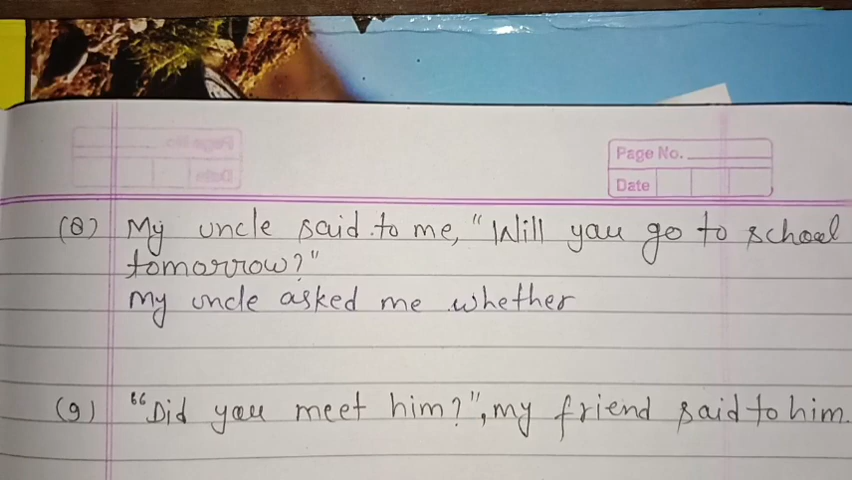 Page No.
Date
(8) My uncle said to me, "Will you go to school
tomorrow?"
My uncle asked me whether
(9) "Did you meet him?", my friend said to him.